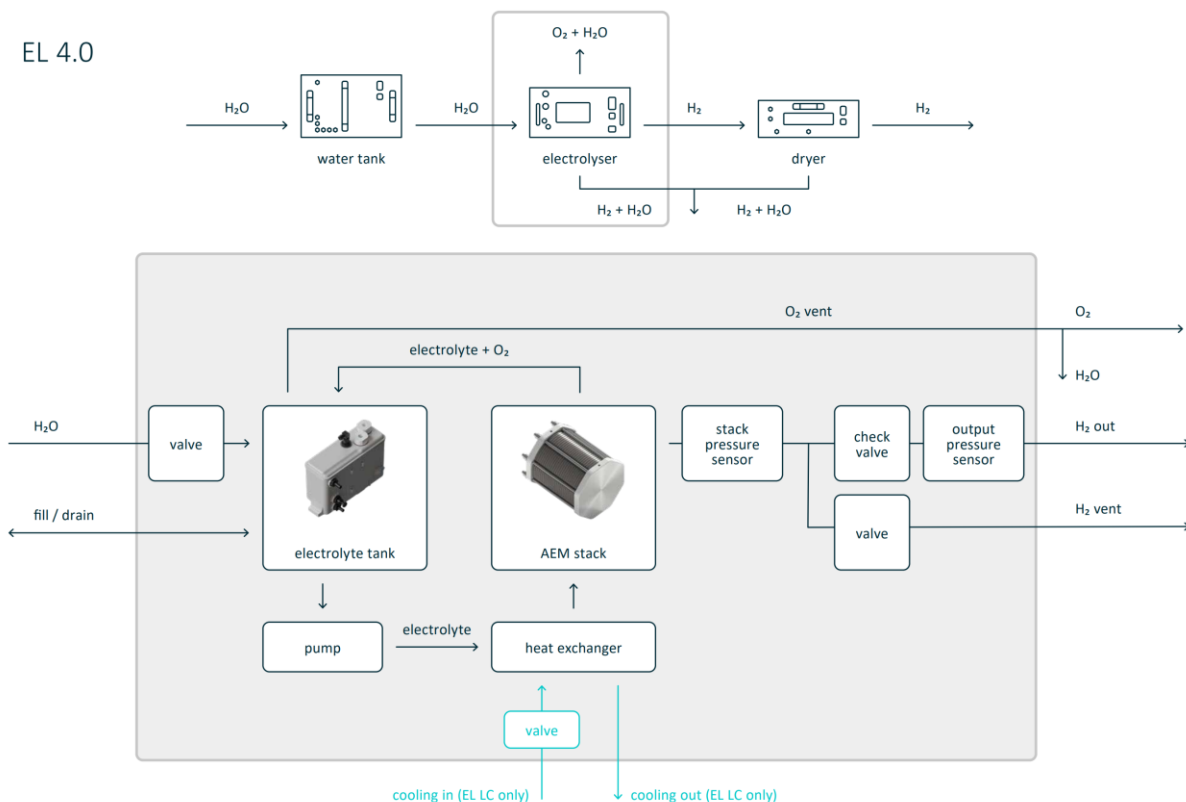 EL 4.0
O₂ + H₂O
H₂O
H₂O
H₂
H₂
water tank
electrolyser
dryer
H₂ + H₂O
H₂ + H₂O
O₂ vent
O₂
electrolyte + O₂
H₂O
H₂O
valve
stack
pressure
sensor
check
valve
output
pressure
sensor
H₂ out
fill / drain
valve
H₂ vent
electrolyte tank
AEM stack
pump
electrolyte
heat exchanger
valve
cooling in (EL LC only)
cooling out (EL LC only)